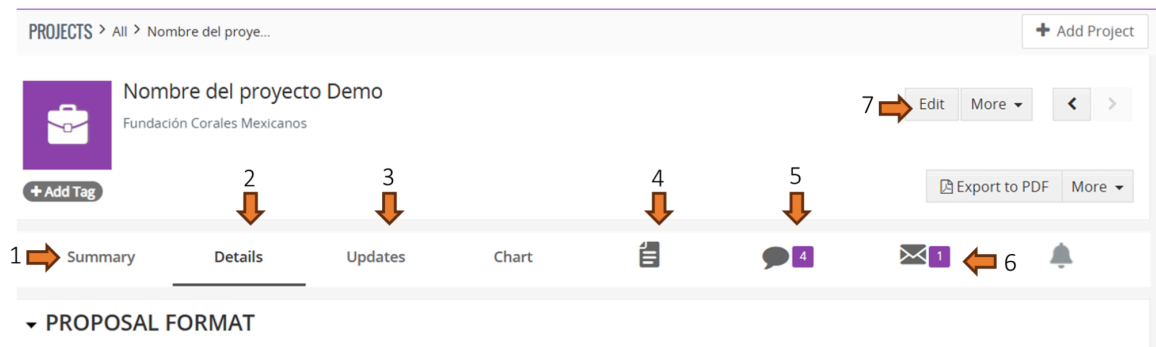 PROJECTS > All > Nombre del proye...
+ Add Project
Nombre del proyecto Demo
Fundación Corales Mexicanos
7
Edit
More
<
>
+ Add Tag
2
3
4
5
Export to PDF
More
1
Summary
Details
Updates
Chart
4
1
6
PROPOSAL FORMAT